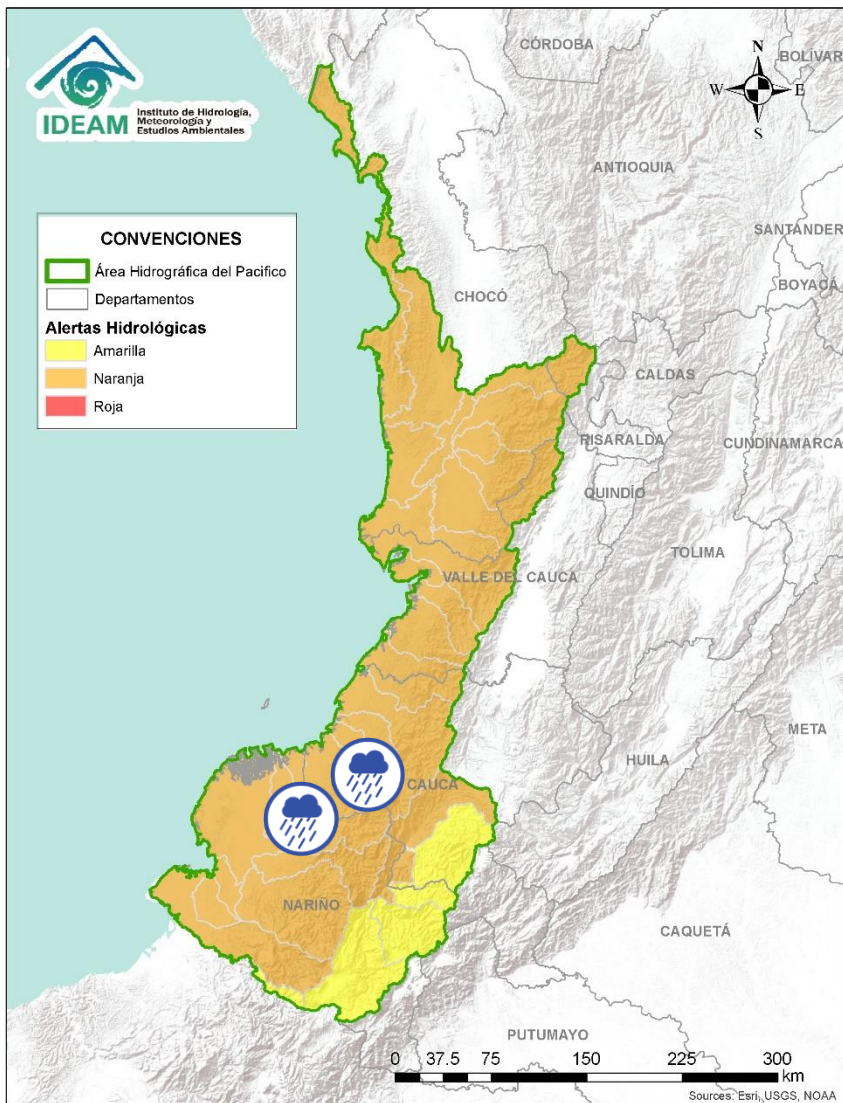 IDEAM
Instituto de Hidrología,
Meteorología y
Estudios Ambientales
N
W
E
S
CÓRDOBA
BOLÍVAR
ANTIOQUIA
SANTANDER
BOYACÁ
CONVENCIONES
Área Hidrográfica del Pacifico
Departamentos
Alertas Hidrológicas
Amarilla
Naranja
Roja
CHOCÓ
CALDAS
RISARALDA
CUNDINAMARCA
QUINDÍO
TOLIMA
VALLE DEL CAUCA
META
HUILA
CAUCA
NARIÑO
CAQUETÁ
PUTUMAYO
0 37.5 75 150 225 300
km
Sources: Esri, USGS, NOAA